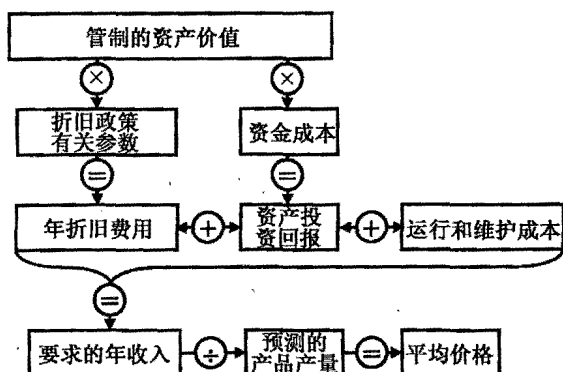 管制的资产价值
×
×
折旧政策
有关参数
资金成本
=
=
年折旧费用
+
资产投
资回报
+
运行和维护成本
=
要求的年收入
÷
预测的
产品产量
=
平均价格